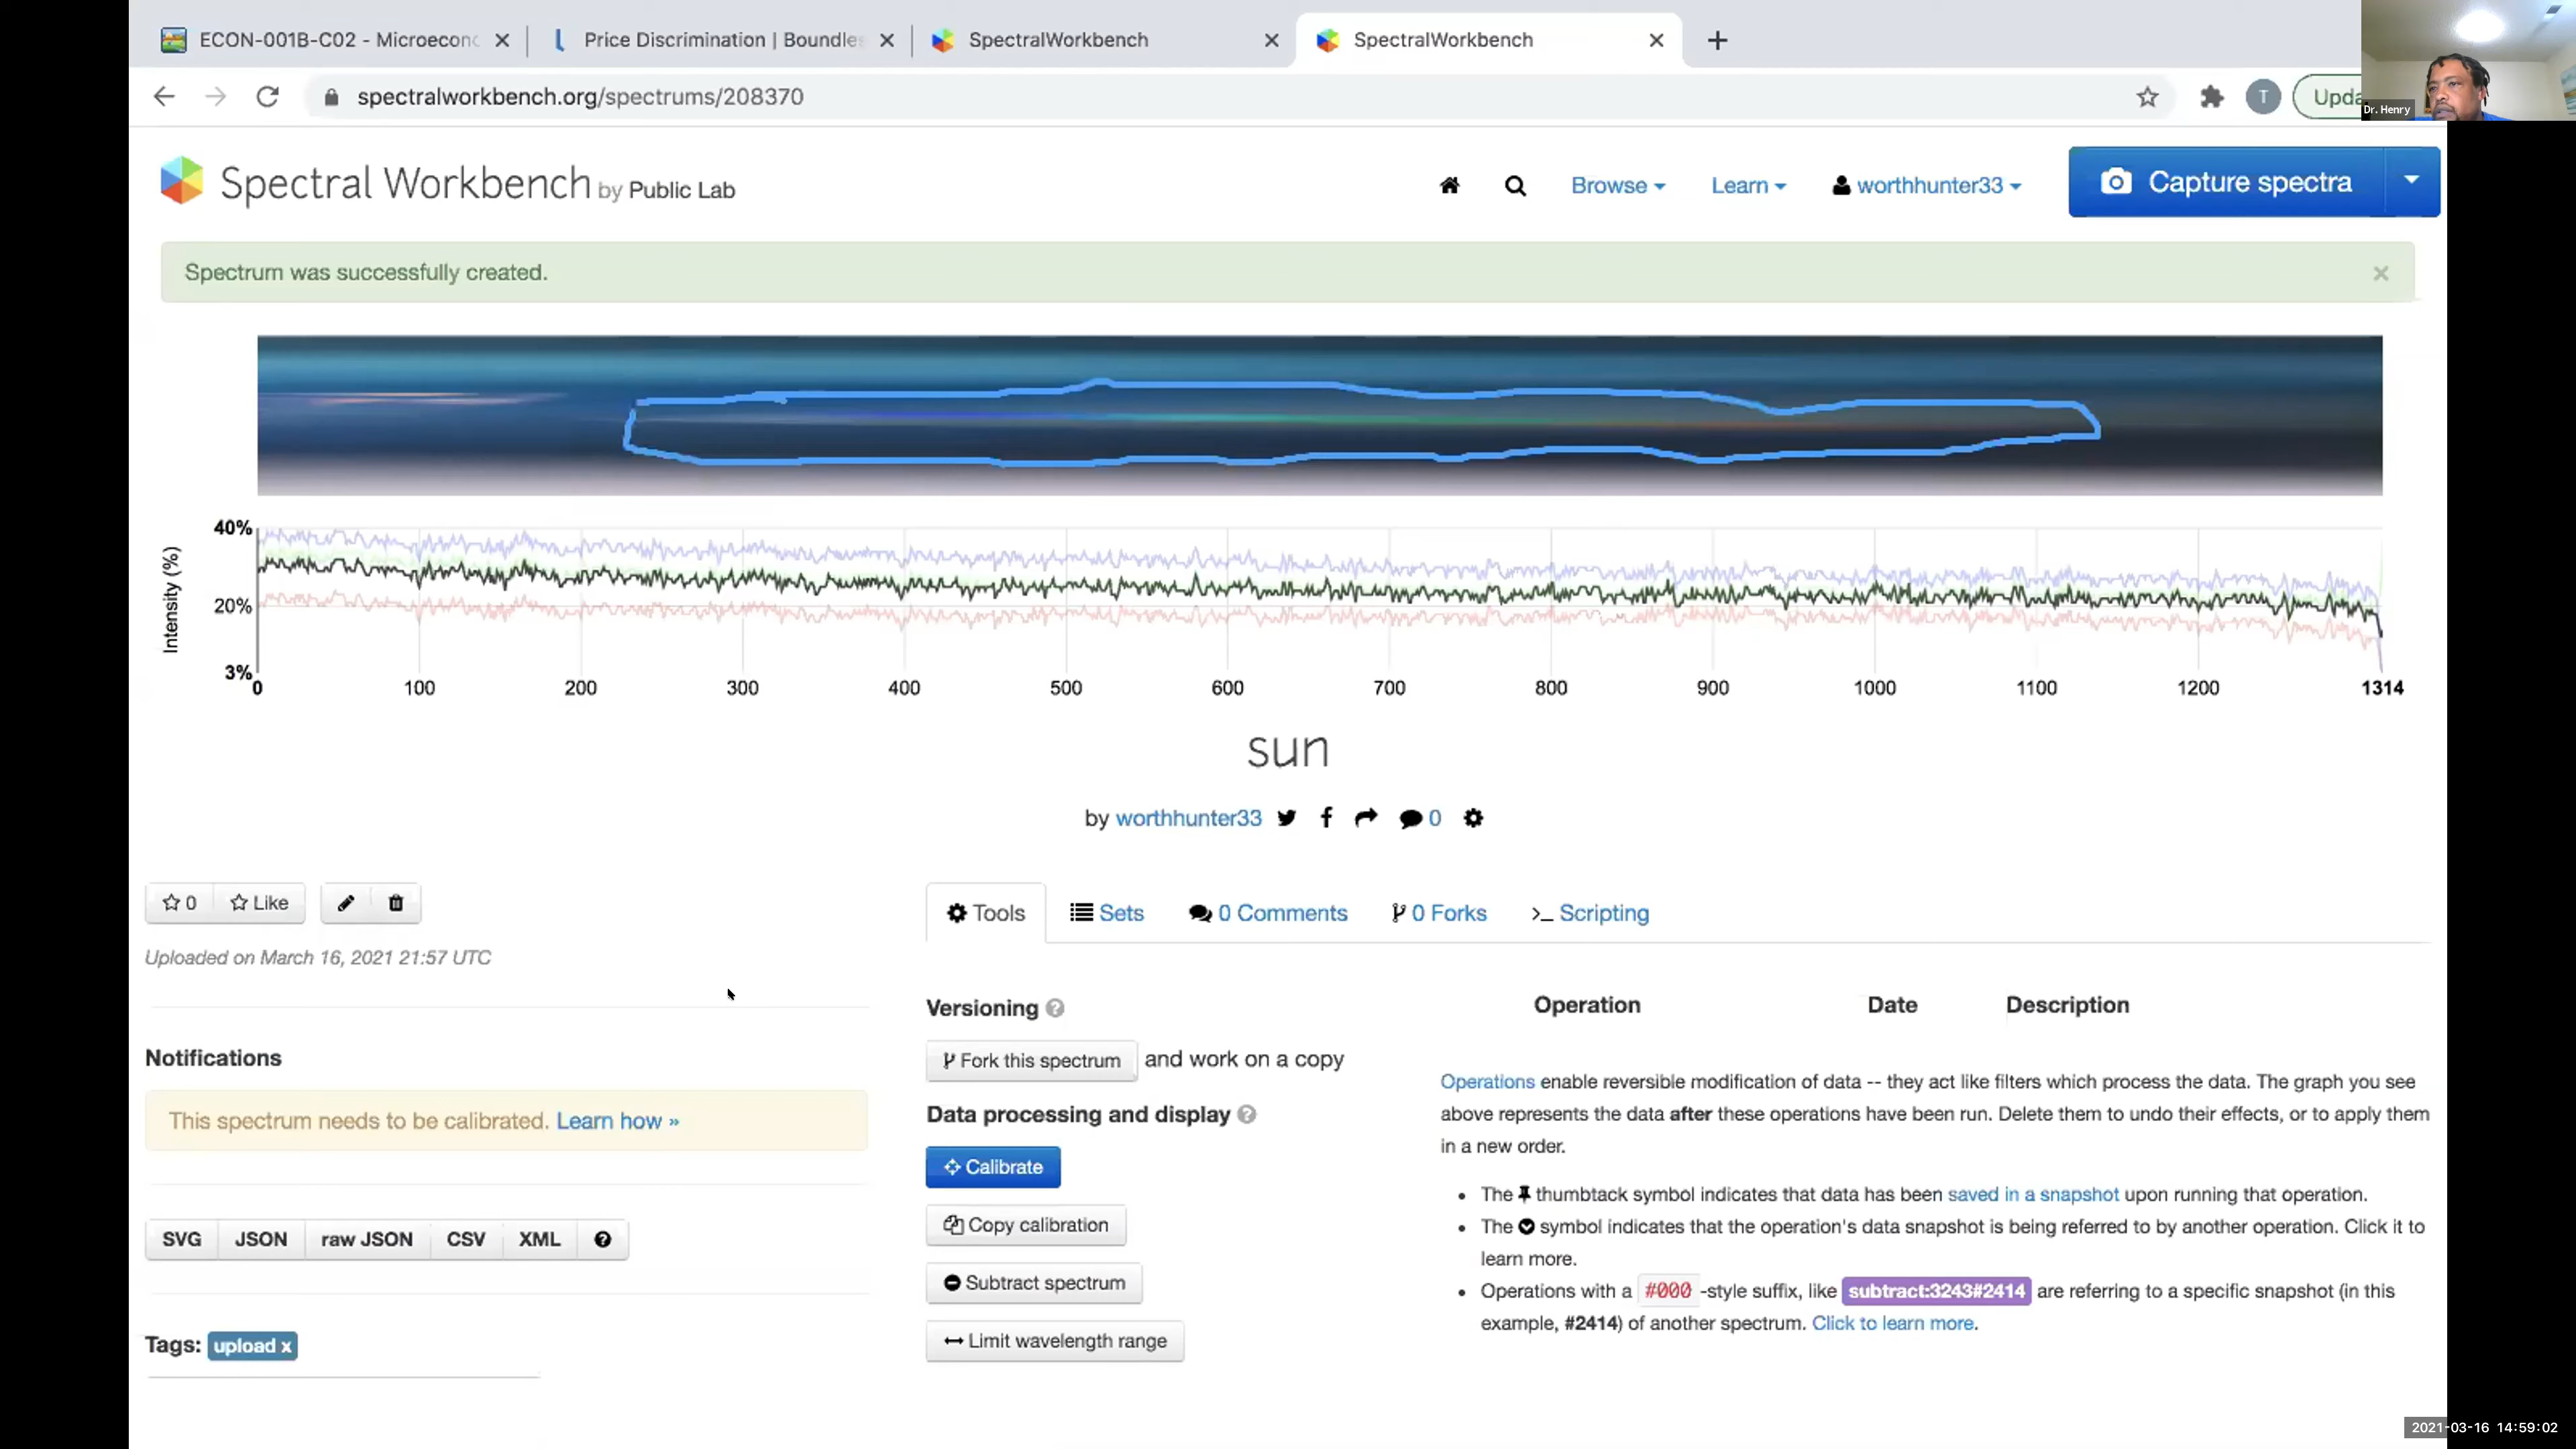 ECON-001B-C02 - Microecono
Price Discrimination | Boundles
SpectralWorkbench
SpectralWorkbench
spectralworkbench.org/spectrums/208370
T
Upda
Dr. Henry
Spectral Workbench by Public Lab
Browse
Learn
worthhunter33
Capture spectra
Spectrum was successfully created.
×
Intensity (%)
40%
20%
3%
0 100 200 300 400 500 600 700 800 900 1000 1100 1200 1314
sun
by worthhunter33 0
0 Like
Uploaded on March 16, 2021 21:57 UTC
Notifications
This spectrum needs to be calibrated. Learn how »
SVG JSON raw JSON CSV XML ?
Tags: upload x
Tools Sets 0 Comments 0 Forks >_ Scripting
Versioning ?
Fork this spectrum and work on a copy
Data processing and display ?
Calibrate
Copy calibration
Subtract spectrum
Limit wavelength range
Operation Date Description
Operations enable reversible modification of data -- they act like filters which process the data. The graph you see
above represents the data after these operations have been run. Delete them to undo their effects, or to apply them
in a new order.
• The thumbtack symbol indicates that data has been saved in a snapshot upon running that operation.
• The symbol indicates that the operation's data snapshot is being referred to by another operation. Click it to
learn more.
• Operations with a #000 -style suffix, like subtract:3243#2414 are referring to a specific snapshot (in this
example, #2414) of another spectrum. Click to learn more.
2021-03-16 14:59:02